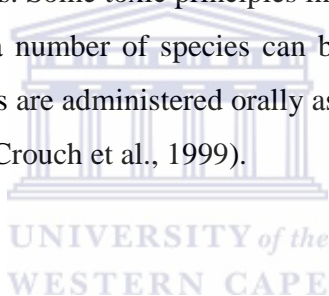 s. Some toxic principles in
a number of species can b
s are administered orally as
Crouch et al., 1999).
UNIVERSITY of the
WESTERN CAPE